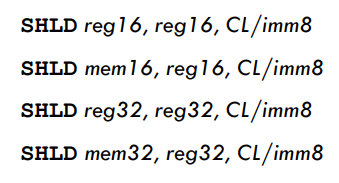 SHLD reg16, reg16, CL/imm8
SHLD mem16, reg16, CL/imm8
SHLD reg32, reg32, CL/imm8
SHLD mem32, reg32, CL/imm8